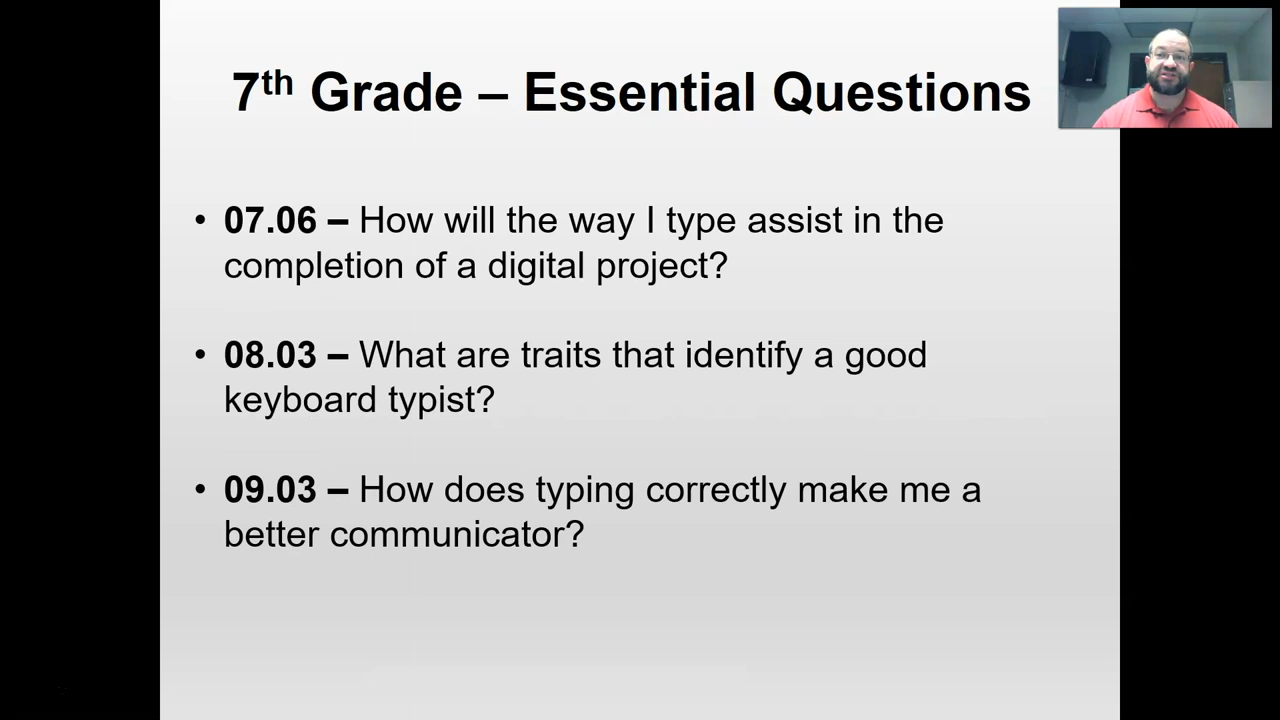 7th Grade – Essential Questions
• 07.06 – How will the way I type assist in the
completion of a digital project?
• 08.03 – What are traits that identify a good
keyboard typist?
• 09.03 – How does typing correctly make me a
better communicator?